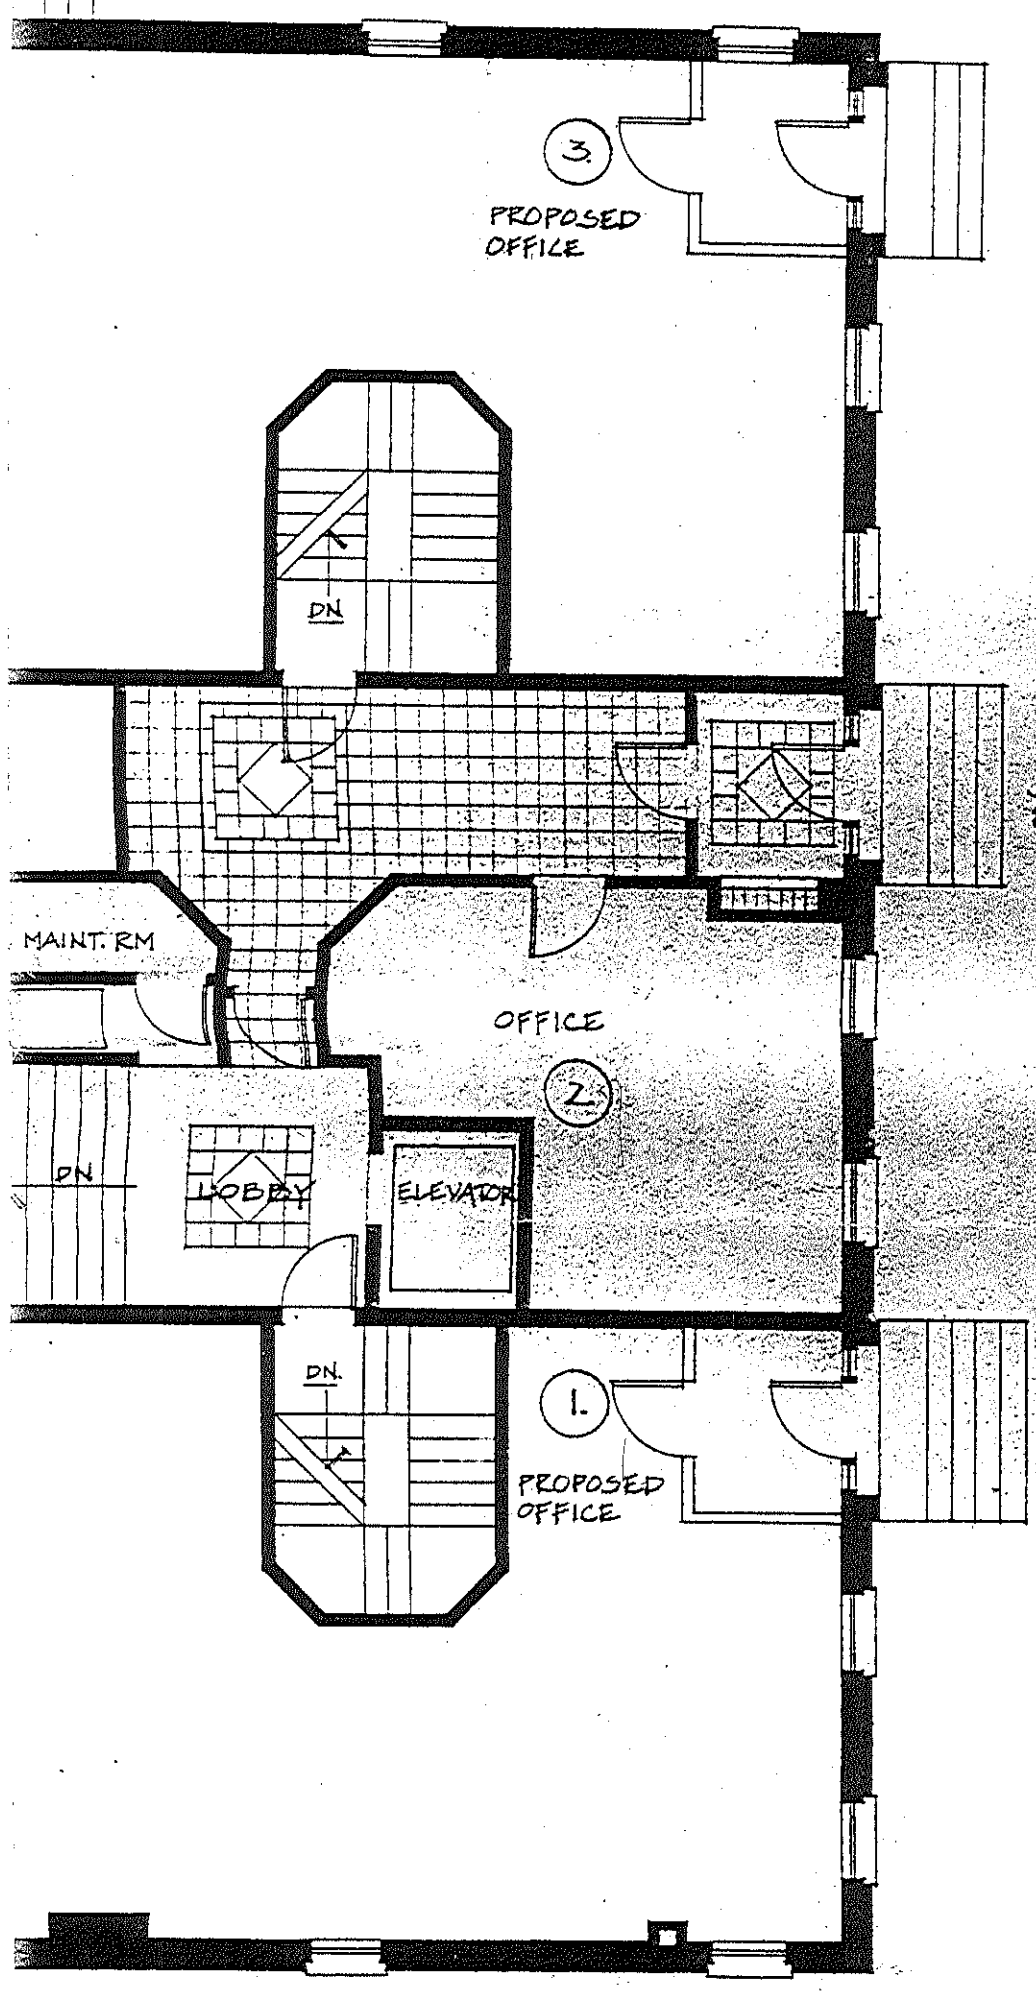 3.
PROPOSED
OFFICE
DN
MAINT. RM
OFFICE
2.
DN
LOBBY
ELEVATOR
DN.
1.
PROPOSED
OFFICE